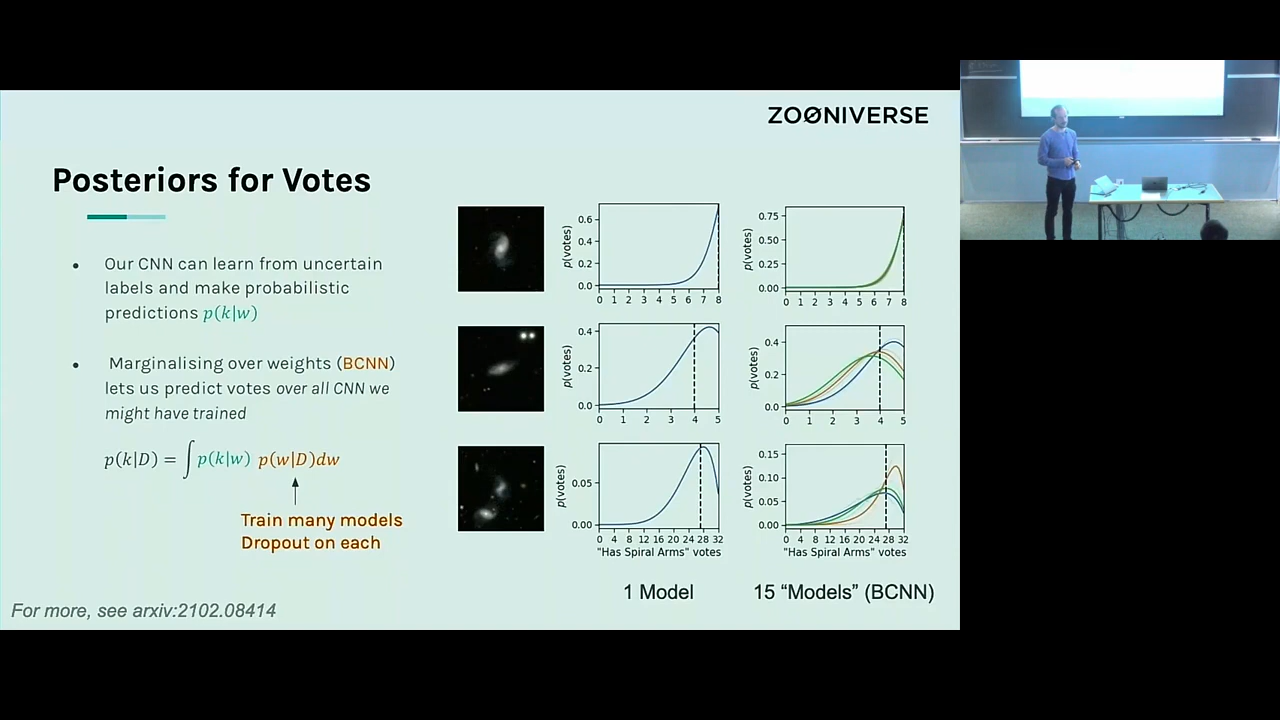 ZOØNIVERSE
Posteriors for Votes
• Our CNN can learn from uncertain
labels and make probabilistic
predictions p(k|w)
• Marginalising over weights (BCNN)
lets us predict votes over all CNN we
might have trained
p(k|D) = ∫ p(k|w) p(w|D)dw
Train many models
Dropout on each
For more, see arxiv:2102.08414
p(votes)
0.6
0.4
0.2
0.0
0 1 2 3 4 5 6 7 8
p(votes)
0.75
0.50
0.25
0.00
0 1 2 3 4 5 6 7 8
p(votes)
0.4
0.2
0.0
0 1 2 3 4 5
p(votes)
0.4
0.2
0.0
0 1 2 3 4 5
p(votes)
0.05
0.00
0 4 8 12 16 20 24 28 32
"Has Spiral Arms" votes
p(votes)
0.15
0.10
0.05
0.00
0 4 8 12 16 20 24 28 32
"Has Spiral Arms" votes
1 Model
15 “Models” (BCNN)